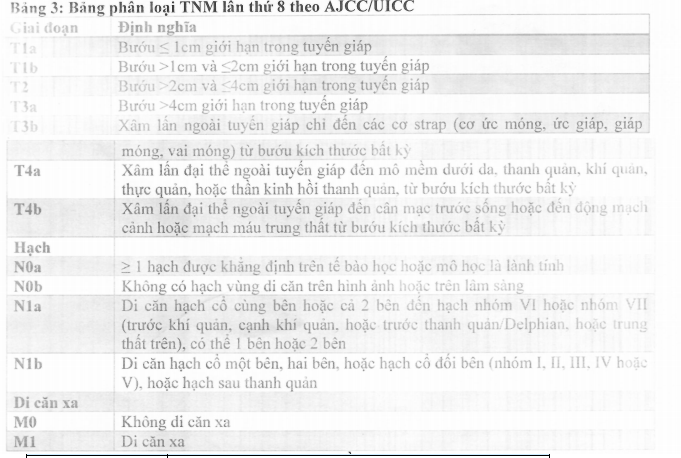 Bảng 3: Bảng phân loại TNM lần thứ 8 theo AJCC/UICC
Giai đoạn Định nghĩa
T1a Bướu ≤ 1cm giới hạn trong tuyến giáp
T1b Bướu >1cm và ≤2cm giới hạn trong tuyến giáp
T2 Bướu >2cm và ≤4cm giới hạn trong tuyến giáp
T3a Bướu >4cm giới hạn trong tuyến giáp
T3b Xâm lấn ngoài tuyến giáp chỉ đến các cơ strap (cơ ức móng, ức giáp, giáp
móng, vai móng) từ bướu kích thước bất kỳ
T4a Xâm lấn đại thể ngoài tuyến giáp đến mô mềm dưới da, thanh quản, khí quản,
thực quản, hoặc thần kinh hồi thanh quản, từ bướu kích thước bất kỳ
T4b Xâm lấn đại thể ngoài tuyến giáp đến cân mạc trước sống hoặc đến động mạch
cảnh hoặc mạch máu trung thất từ bướu kích thước bất kỳ
Hạch
N0a ≥ 1 hạch được khẳng định trên tế bào học hoặc mô học là lành tính
N0b Không có hạch vùng di căn trên hình ảnh hoặc trên lâm sàng
N1a Di căn hạch cổ cùng bên hoặc cả 2 bên đến hạch nhóm VI hoặc nhóm VII
(trước khí quản, cạnh khí quản, hoặc trước thanh quản/Delphian, hoặc trung
thất trên), có thể 1 bên hoặc 2 bên
N1b Di căn hạch cổ một bên, hai bên, hoặc hạch cổ đối bên (nhóm I, II, III, IV hoặc
V), hoặc hạch sau thanh quản
Di căn xa
M0 Không di căn xa
M1 Di căn xa